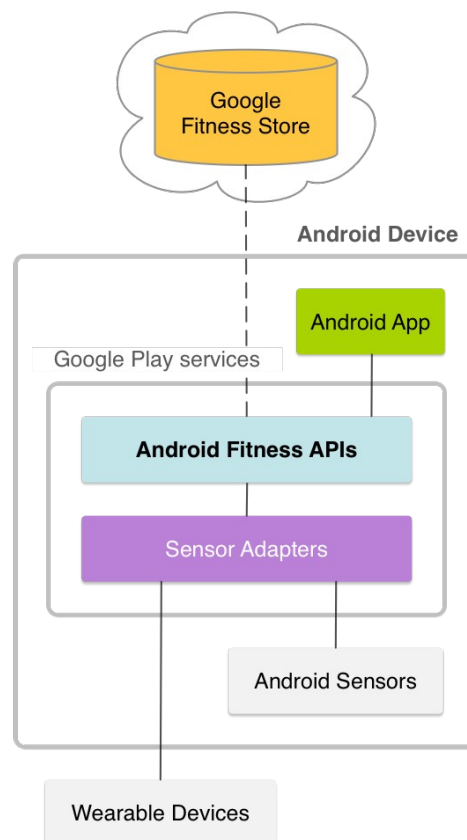 Google
Fitness Store
Android Device
Android App
Google Play services
Android Fitness APIs
Sensor Adapters
Android Sensors
Wearable Devices